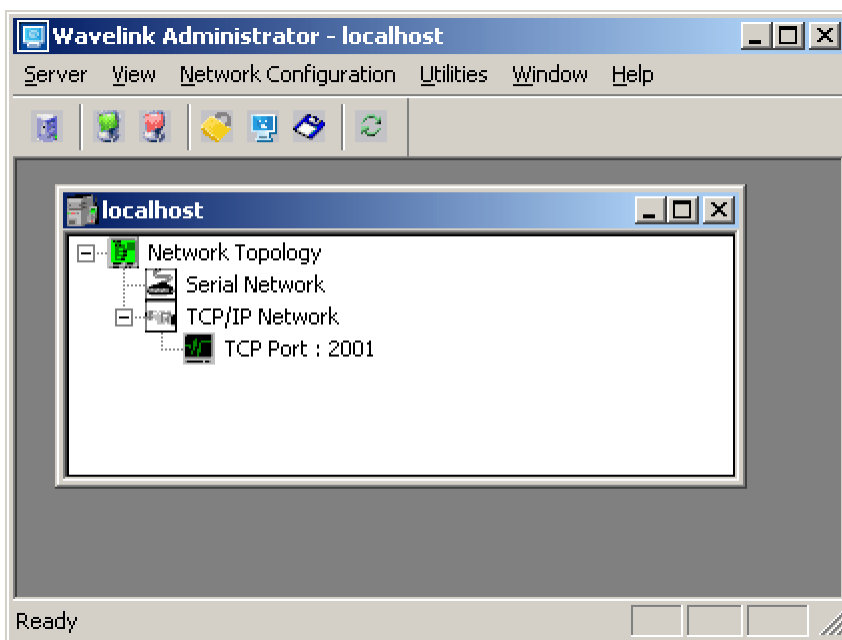 Wavelink Administrator - localhost
Server View Network Configuration Utilities Window Help
localhost
Network Topology
Serial Network
TCP/IP Network
TCP Port : 2001
Ready